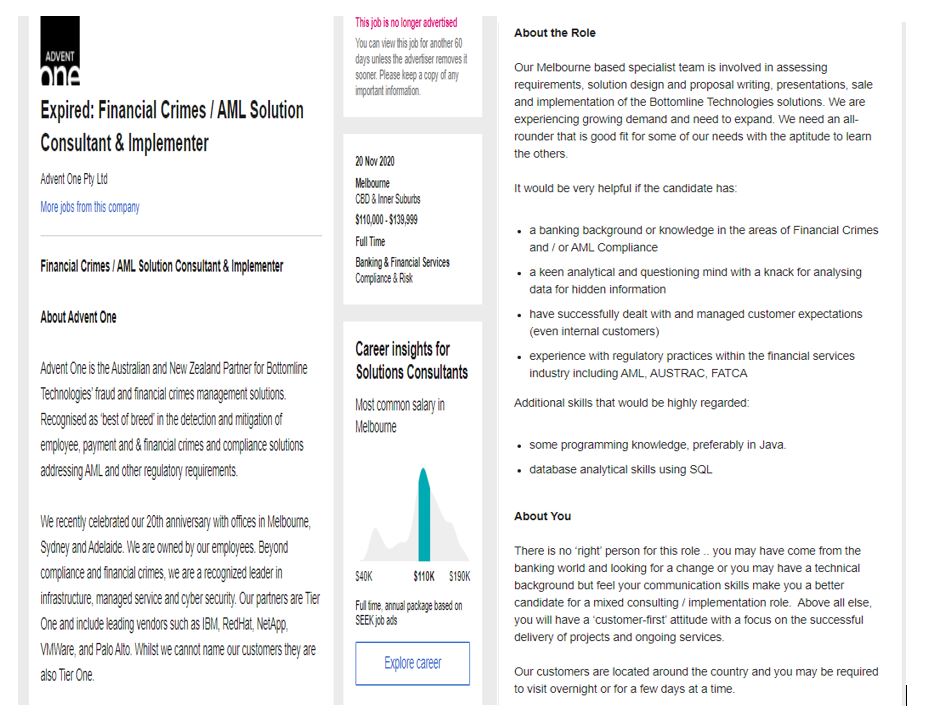 ADVENT
one
Expired: Financial Crimes / AML Solution
Consultant & Implementer
Advent One Pty Ltd
More jobs from this company
Financial Crimes / AML Solution Consultant & Implementer
About Advent One
Advent One is the Australian and New Zealand Partner for Bottomline
Technologies' fraud and financial crimes management solutions.
Recognised as 'best of breed' in the detection and mitigation of
employee, payment and & financial crimes and compliance solutions
addressing AML and other regulatory requirements.
We recently celebrated our 20th anniversary with offices in Melbourne,
Sydney and Adelaide. We are owned by our employees. Beyond
compliance and financial crimes, we are a recognized leader in
infrastructure, managed service and cyber security. Our partners are Tier
One and include leading vendors such as IBM, RedHat, NetApp,
VMWare, and Palo Alto. Whilst we cannot name our customers they are
also Tier One.
This job is no longer advertised
You can view this job for another 60
days unless the advertiser removes it
sooner. Please keep a copy of any
important information.
20 Nov 2020
Melbourne
CBD & Inner Suburbs
$110,000 - $139,999
Full Time
Banking & Financial Services
Compliance & Risk
Career insights for
Solutions Consultants
Most common salary in
Melbourne
$40K $110K $190K
Full time, annual package based on
SEEK job ads
Explore career
About the Role
Our Melbourne based specialist team is involved in assessing
requirements, solution design and proposal writing, presentations, sale
and implementation of the Bottomline Technologies solutions. We are
experiencing growing demand and need to expand. We need an all-
rounder that is good fit for some of our needs with the aptitude to learn
the others.
It would be very helpful if the candidate has:
• a banking background or knowledge in the areas of Financial Crimes
and / or AML Compliance
• a keen analytical and questioning mind with a knack for analysing
data for hidden information
• have successfully dealt with and managed customer expectations
(even internal customers)
• experience with regulatory practices within the financial services
industry including AML, AUSTRAC, FATCA
Additional skills that would be highly regarded:
• some programming knowledge, preferably in Java.
• database analytical skills using SQL
About You
There is no 'right' person for this role .. you may have come from the
banking world and looking for a change or you may have a technical
background but feel your communication skills make you a better
candidate for a mixed consulting / implementation role. Above all else,
you will have a 'customer-first' attitude with a focus on the successful
delivery of projects and ongoing services.
Our customers are located around the country and you may be required
to visit overnight or for a few days at a time.